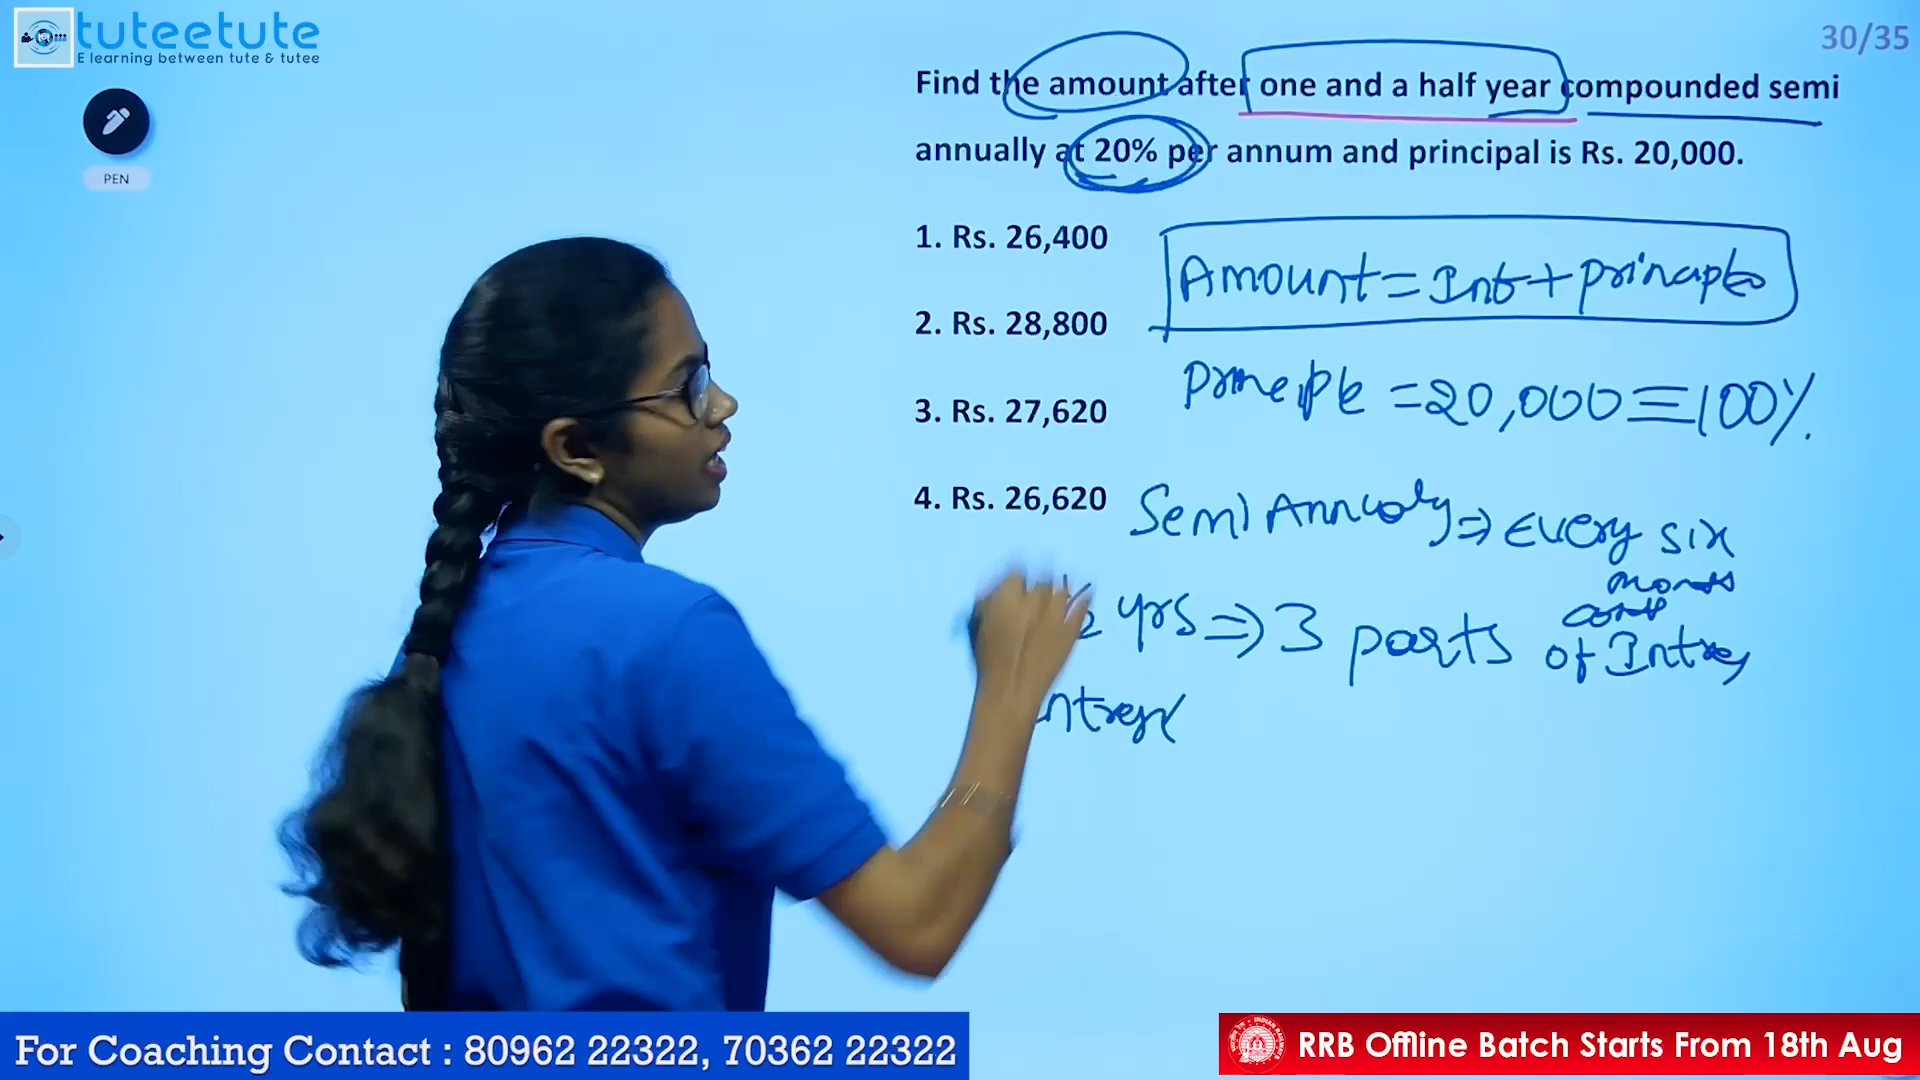 tuteetute
E learning between tute & tutee
30/35
PEN
Find the amount after one and a half year compounded semi
annually at 20% per annum and principal is Rs. 20,000.
1. Rs. 26,400
2. Rs. 28,800
3. Rs. 27,620
4. Rs. 26,620
Amount = Int + principle
principle = 20,000 ≡ 100%
Semi Annualy ⇒ Every six
months
yrs ⇒ 3 parts of Intres
For Coaching Contact : 80962 22322, 70362 22322
RRB Offline Batch Starts From 18th Aug